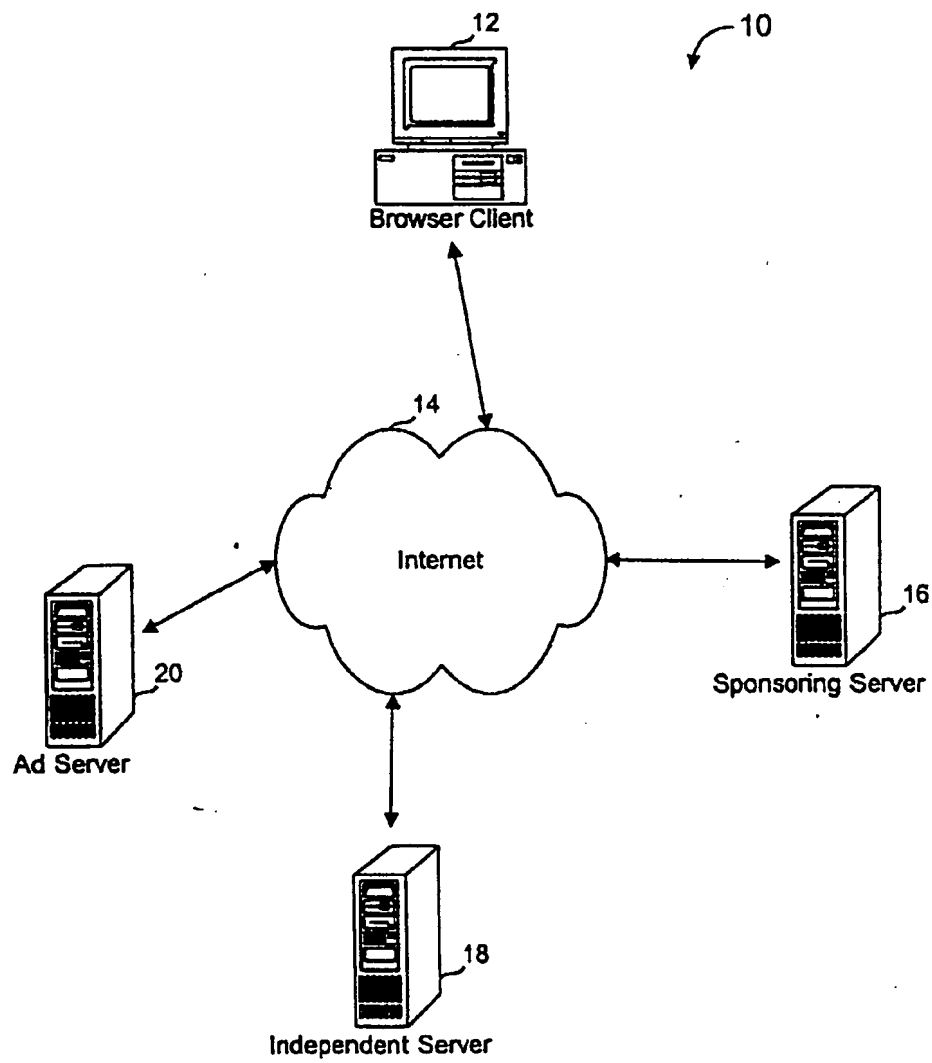 12
10
Browser Client
14
Internet
16
Sponsoring Server
20
Ad Server
18
Independent Server